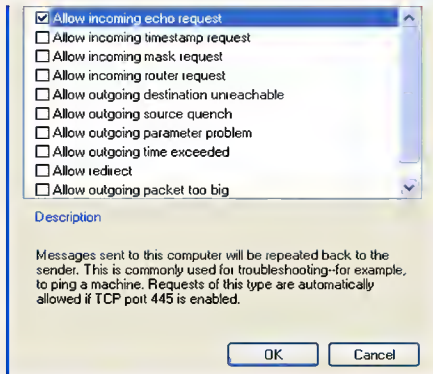 Allow incoming echo request
Allow incoming timestamp request
Allow incoming mask request
Allow incoming router request
Allow outgoing destination unreachable
Allow outgoing source quench
Allow outgoing parameter problem
Allow outgoing time exceeded
Allow redirect
Allow outgoing packet too big
Description
Messages sent to this computer will be repeated back to the
sender. This is commonly used for troubleshooting--for example,
to ping a machine. Requests of this type are automatically
allowed if TCP port 445 is enabled.
OK Cancel